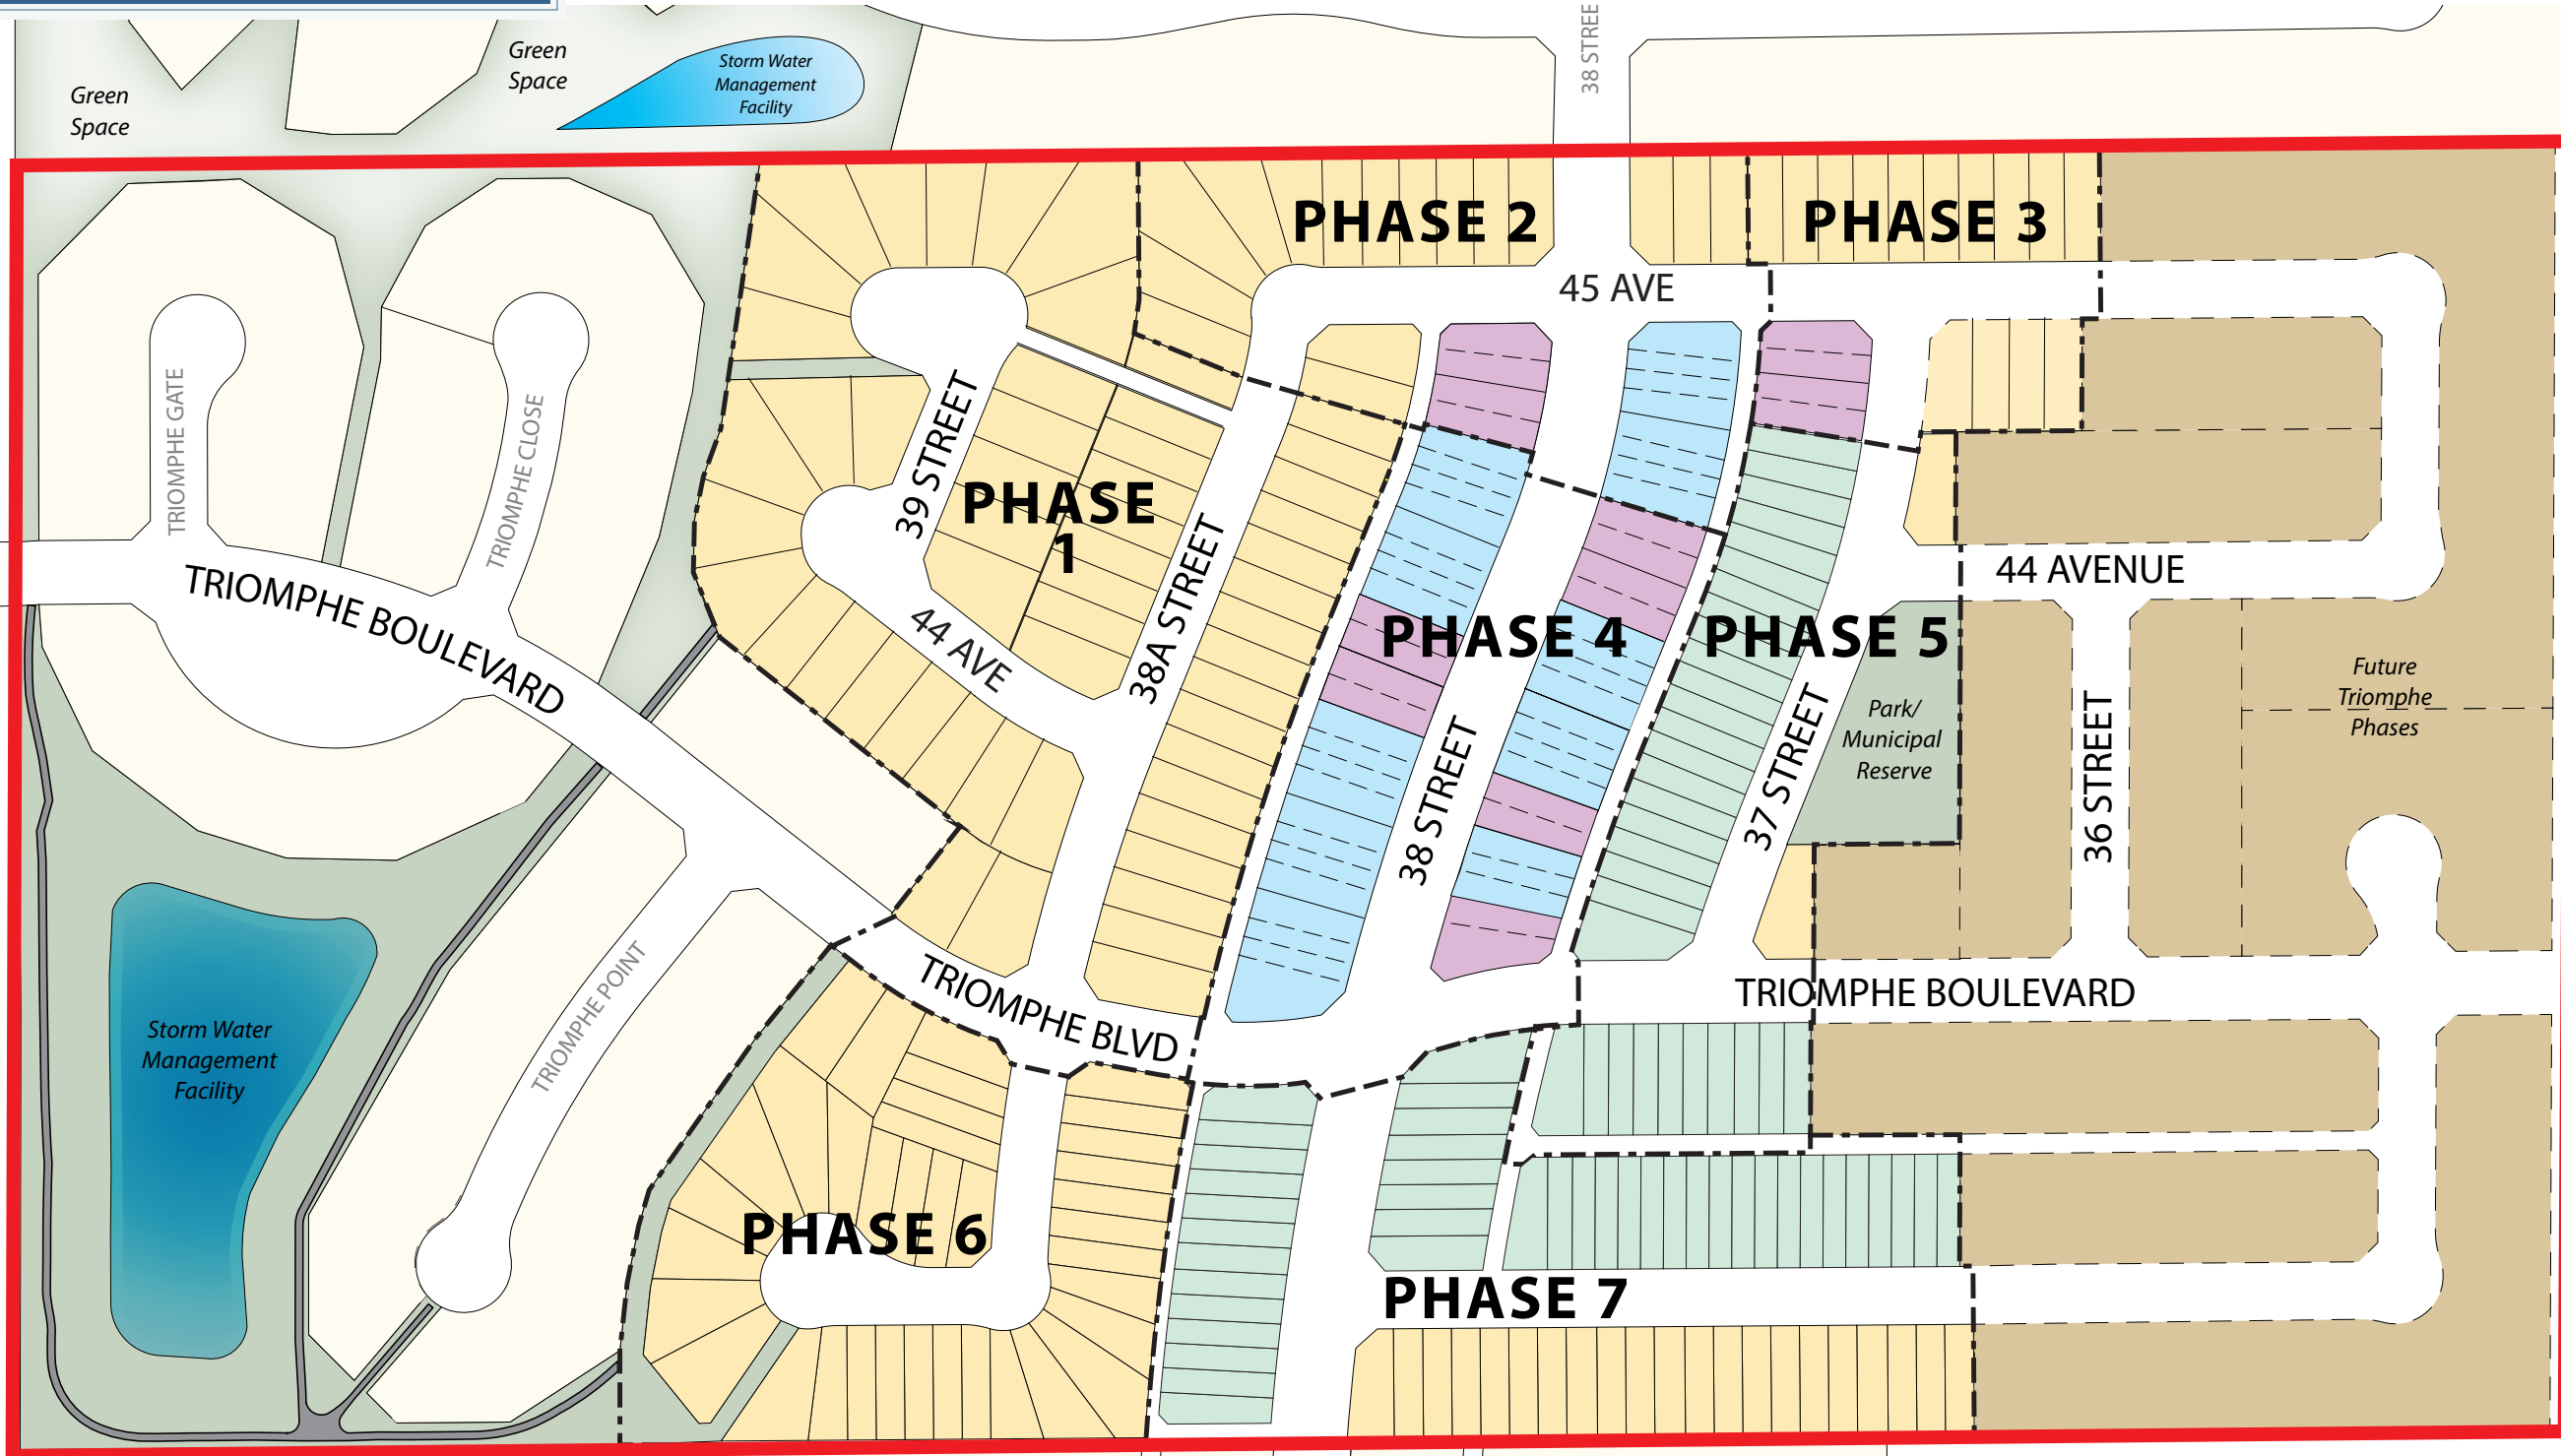 Green
Space
Green
Space
Storm Water
Management
Facility
38 STREE
PHASE 2
PHASE 3
45 AVE
TRIOMPHE GATE
TRIOMPHE CLOSE
39 STREET
PHASE
1
38A STREET
44 AVE
TRIOMPHE BOULEVARD
44 AVENUE
PHASE 4
PHASE 5
Park/
Municipal
Reserve
Future
Triomphe
Phases
38 STREET
37 STREET
36 STREET
TRIOMPHE BLVD
TRIOMPHE BOULEVARD
Storm Water
Management
Facility
TRIOMPHE POINT
PHASE 6
PHASE 7